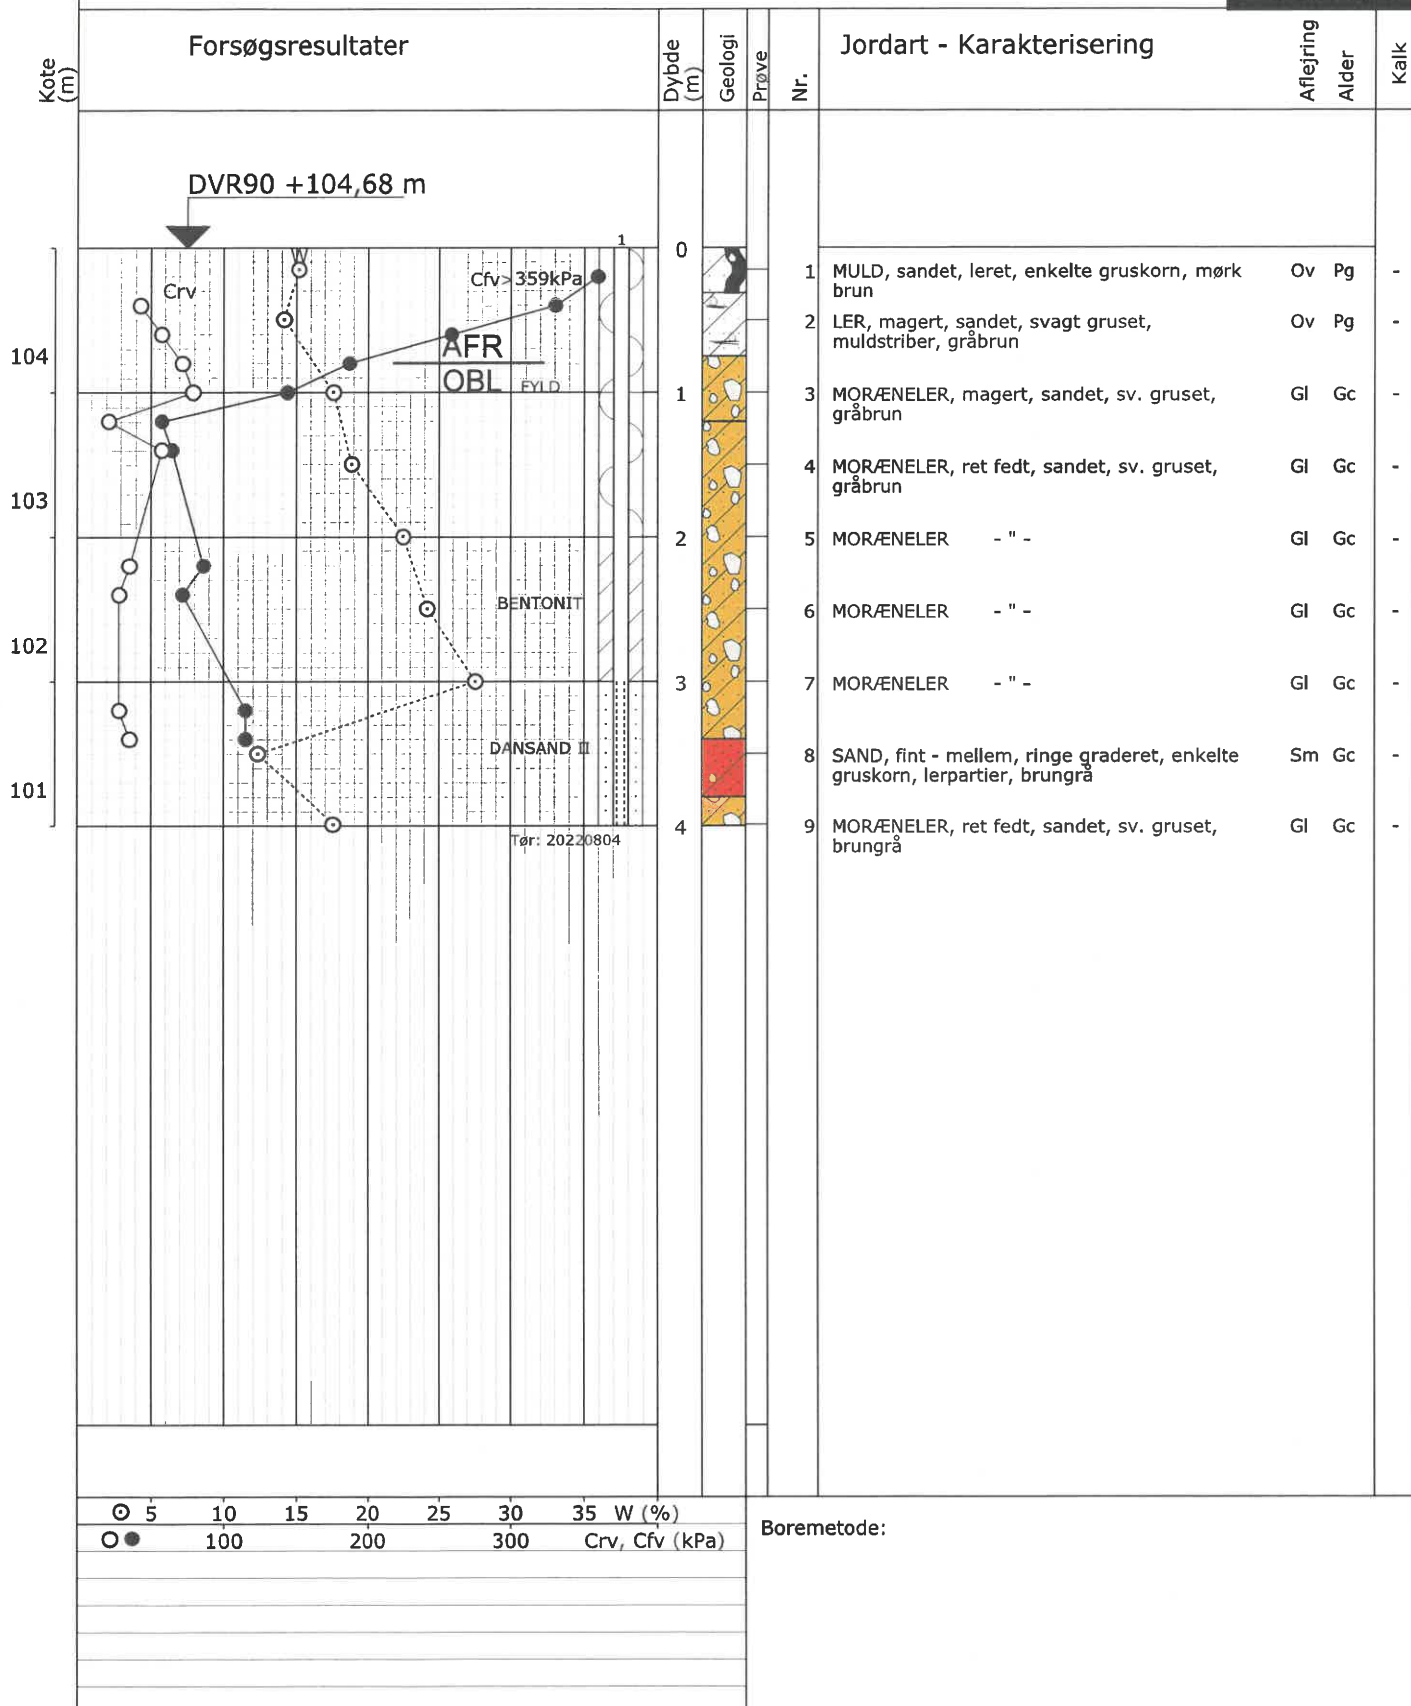 Kote (m)
Forsøgsresultater
Dybde (m)
Geologi
Prøve
Nr.
Jordart - Karakterisering
Aflejring
Alder
Kalk
DVR90 +104,68 m
1
0
W
Crv
Cfv>359kPa
1 MULD, sandet, leret, enkelte gruskorn, mørk Ov Pg -
brun
2 LER, magert, sandet, svagt gruset, Ov Pg -
muldstriber, gråbrun
104
AFR
OBL FYLD
1
3 MORÆNELER, magert, sandet, sv. gruset, Gl Gc -
gråbrun
4 MORÆNELER, ret fedt, sandet, sv. gruset, Gl Gc -
gråbrun
103
2
5 MORÆNELER - " - Gl Gc -
BENTONIT
6 MORÆNELER - " - Gl Gc -
102
3
7 MORÆNELER - " - Gl Gc -
DANSAND II
8 SAND, fint - mellem, ringe graderet, enkelte Sm Gc -
gruskorn, lerpartier, brungrå
101
4
9 MORÆNELER, ret fedt, sandet, sv. gruset, Gl Gc -
brungrå
Tør: 20220804
5 10 15 20 25 30 35 W (%)
100 200 300 Crv, Cfv (kPa)
Boremetode: